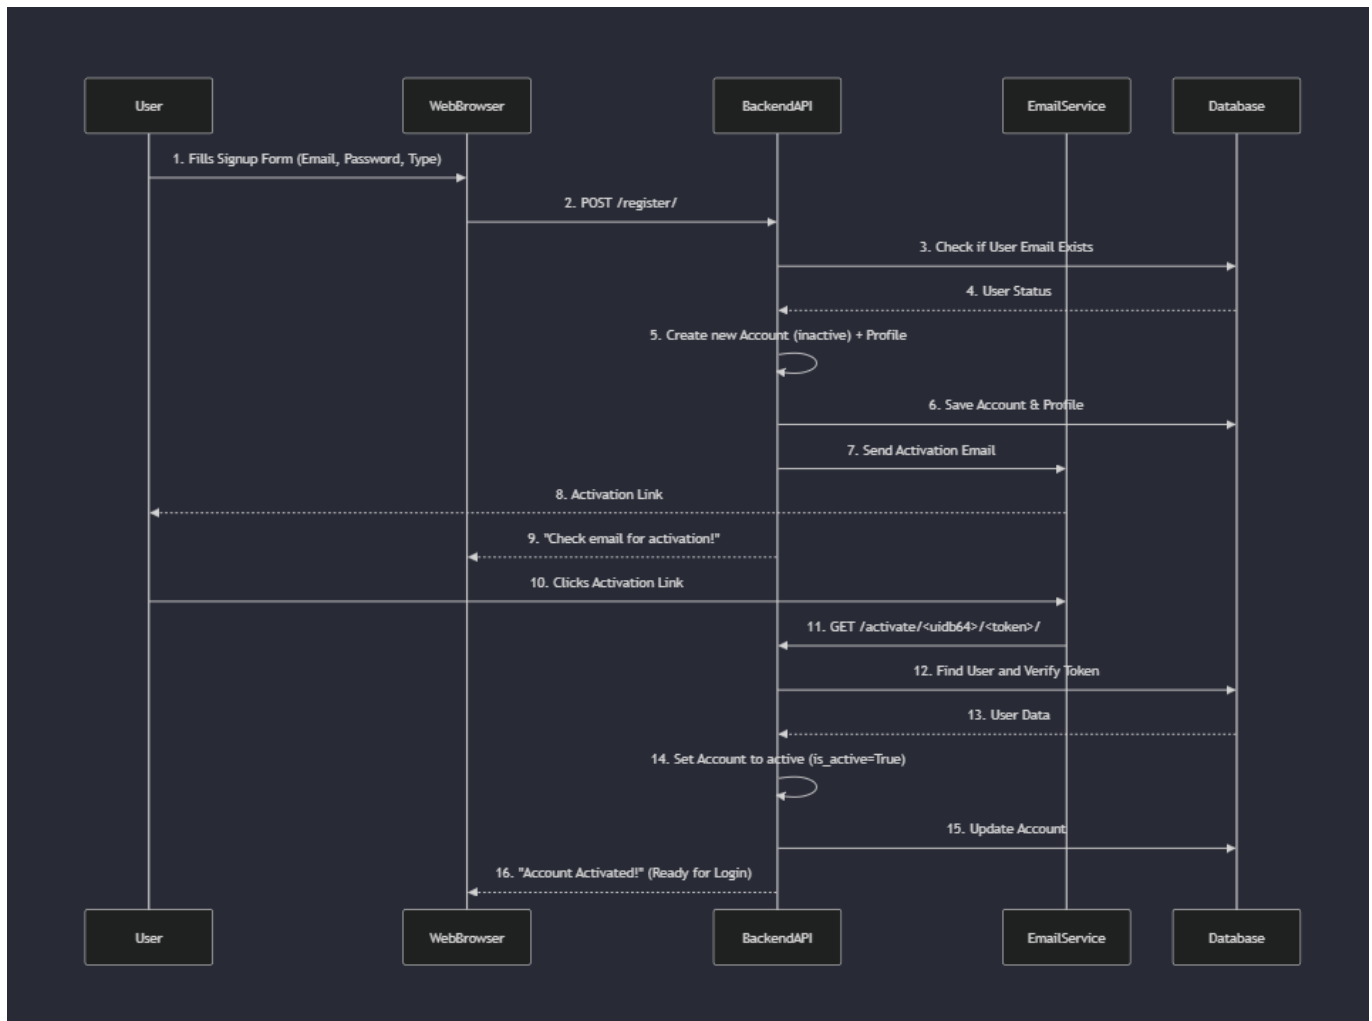 User
WebBrowser
BackendAPI
EmailService
Database
1. Fills Signup Form (Email, Password, Type)
2. POST /register/
3. Check if User Email Exists
4. User Status
5. Create new Account (inactive) + Profile
6. Save Account & Profile
7. Send Activation Email
8. Activation Link
9. "Check email for activation!"
10. Clicks Activation Link
11. GET /activate/<uidb64>/<token>/
12. Find User and Verify Token
13. User Data
14. Set Account to active (is_active=True)
15. Update Account
16. "Account Activated!" (Ready for Login)
User
WebBrowser
BackendAPI
EmailService
Database